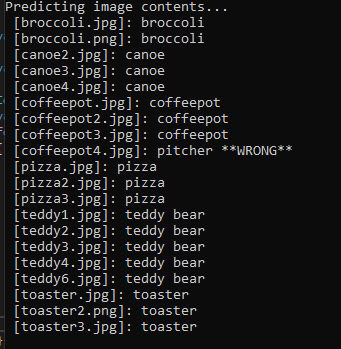 Predicting image contents...
[broccoli.jpg]: broccoli
[broccoli.png]: broccoli
[canoe2.jpg]: canoe
[canoe3.jpg]: canoe
[canoe4.jpg]: canoe
[coffeepot.jpg]: coffeepot
[coffeepot2.jpg]: coffeepot
[coffeepot3.jpg]: coffeepot
[coffeepot4.jpg]: pitcher **WRONG**
[pizza.jpg]: pizza
[pizza2.jpg]: pizza
[pizza3.jpg]: pizza
[teddy1.jpg]: teddy bear
[teddy2.jpg]: teddy bear
[teddy3.jpg]: teddy bear
[teddy4.jpg]: teddy bear
[teddy6.jpg]: teddy bear
[toaster.jpg]: toaster
[toaster2.png]: toaster
[toaster3.jpg]: toaster